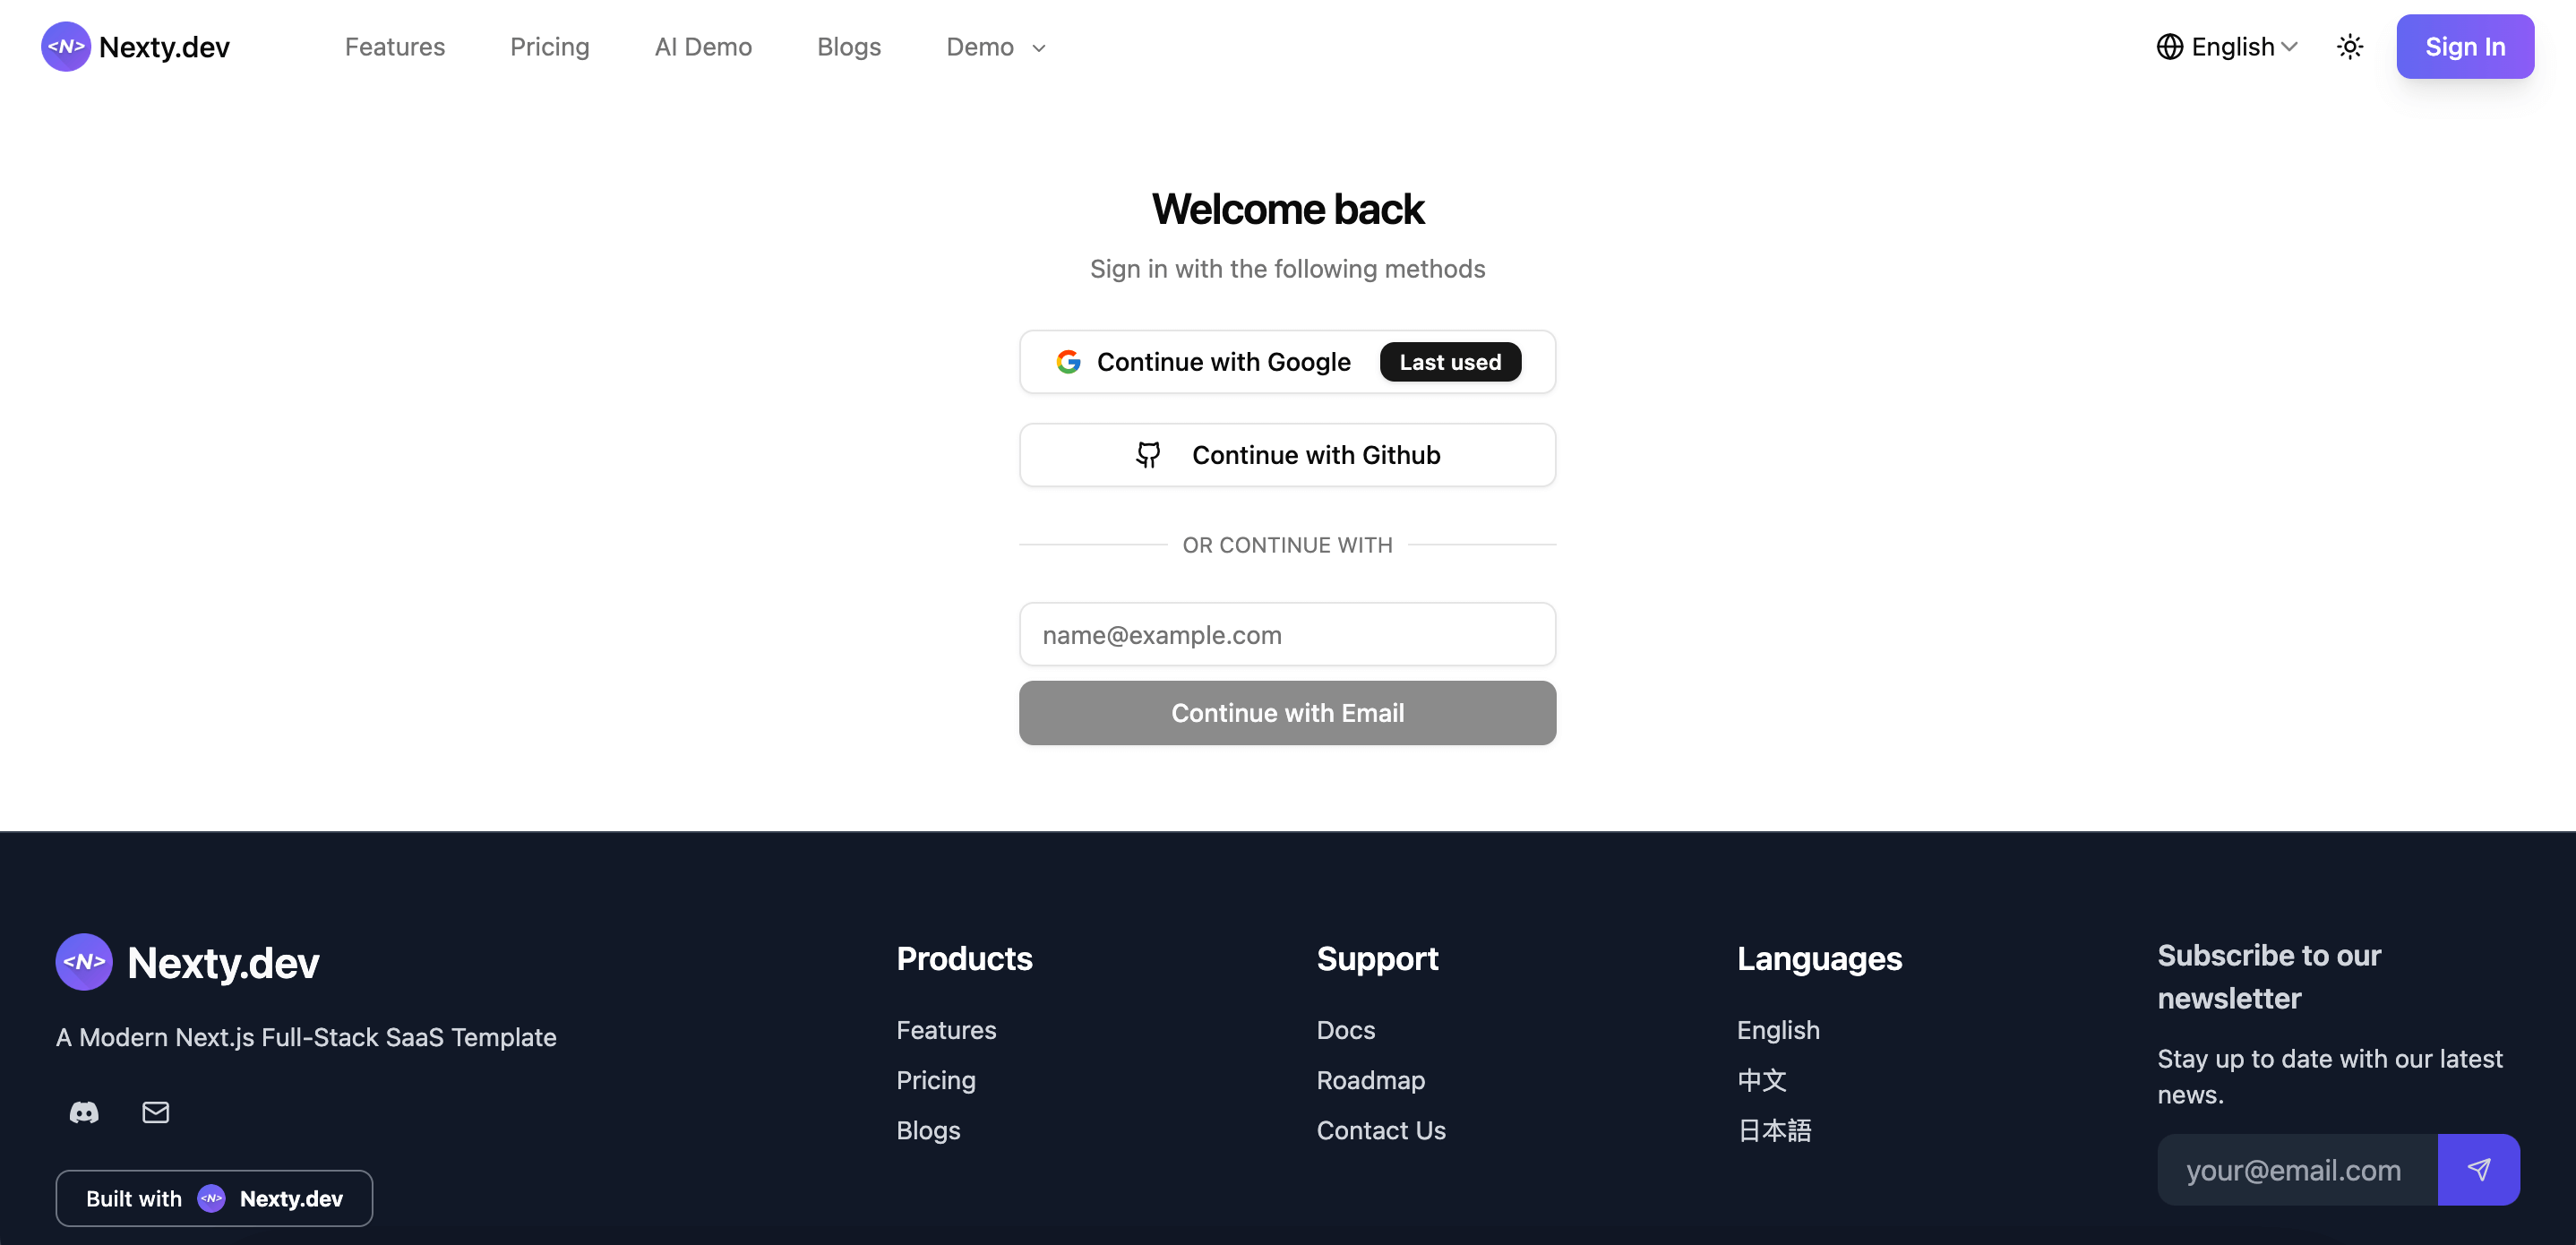 <N> Nexty.dev
Features
Pricing
AI Demo
Blogs
Demo
English
Sign In
Welcome back
Sign in with the following methods
Continue with Google
Last used
Continue with Github
OR CONTINUE WITH
name@example.com
Continue with Email
<N> Nexty.dev
A Modern Next.js Full-Stack SaaS Template
Built with <N> Nexty.dev
Products
Features
Pricing
Blogs
Support
Docs
Roadmap
Contact Us
Languages
English
中文
日本語
Subscribe to our
newsletter
Stay up to date with our latest
news.
your@email.com